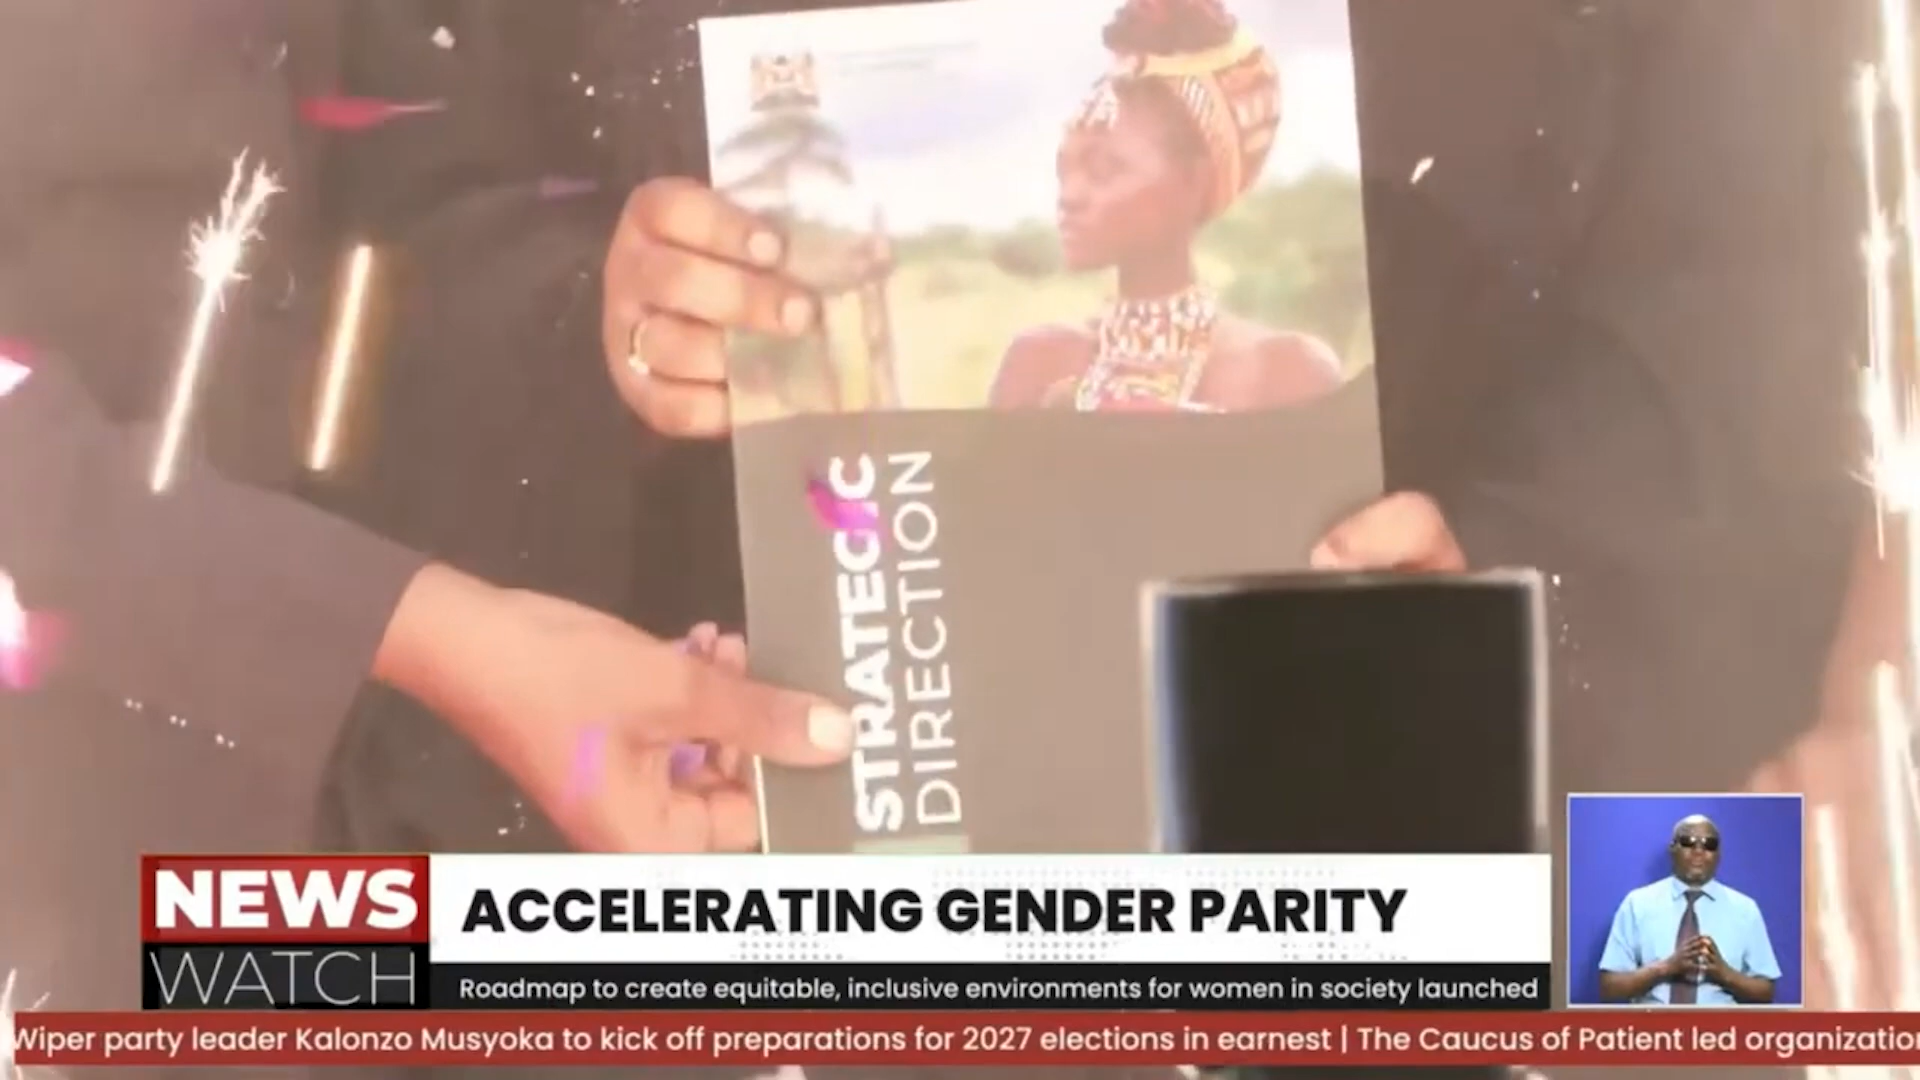 STRATEGIC
DIRECTION
NEWS
WATCH
ACCELERATING GENDER PARITY
Roadmap to create equitable, inclusive environments for women in society launched
Wiper party leader Kalonzo Musyoka to kick off preparations for 2027 elections in earnest | The Caucus of Patient led